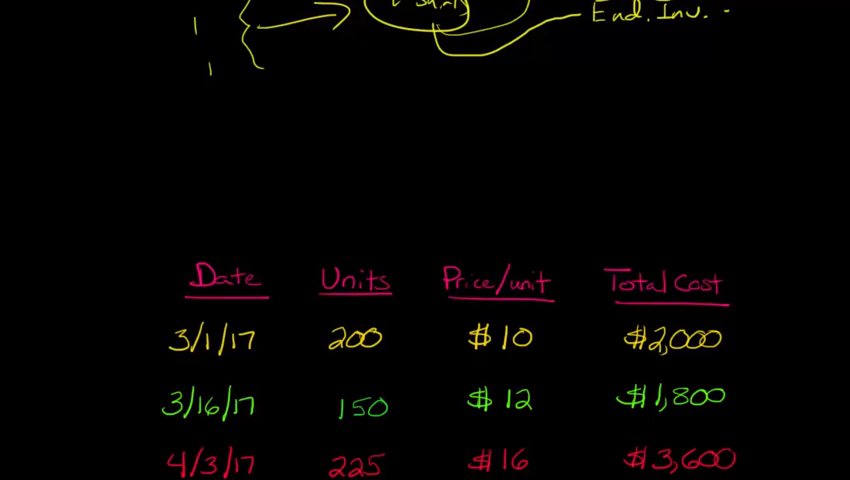 End. Inv. -
Date Units Price/unit Total Cost
3/1/17 200 $10 $2,000
3/16/17 150 $12 $1,800
4/3/17 225 $16 $3,600